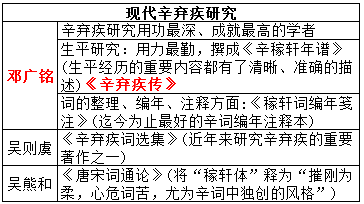 现代辛弃疾研究
邓广铭
辛弃疾研究用功最深、成就最高的学者
生平研究：用力最勤，撰成《辛稼轩年谱》
(生平经历的重要内容都有了清晰、准确的描
述)《辛弃疾传》
词的整理、编年、注释方面:《稼轩词编年笺
注》(迄今为止最好的辛词编年注释本)
吴则虞
《辛弃疾词选集》(近年来研究辛弃疾的重要
著作之一)
吴熊和
《唐宋词通论》(将“稼轩体”释为“摧刚为
柔，心危词苦，尤为辛词中独创的风格”)